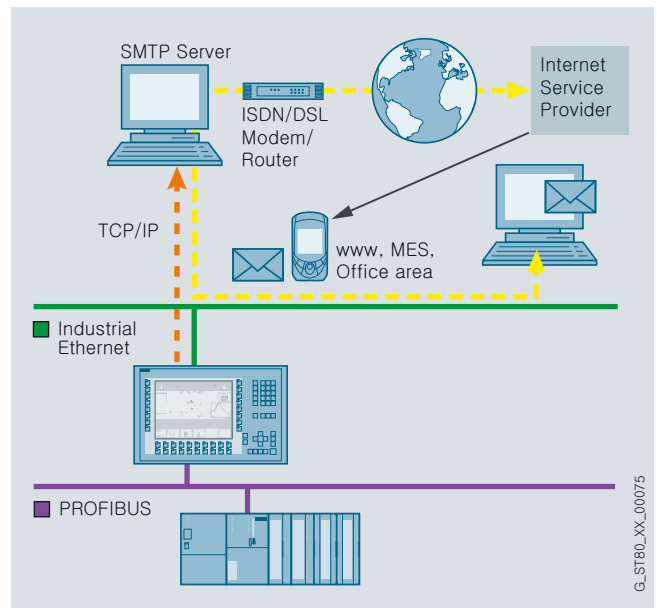 SMTP Server
ISDN/DSL
Modem/
Router
Internet
Service
Provider
TCP/IP
www, MES,
Office area
Industrial
Ethernet
PROFIBUS
G_ST80_XX_00075